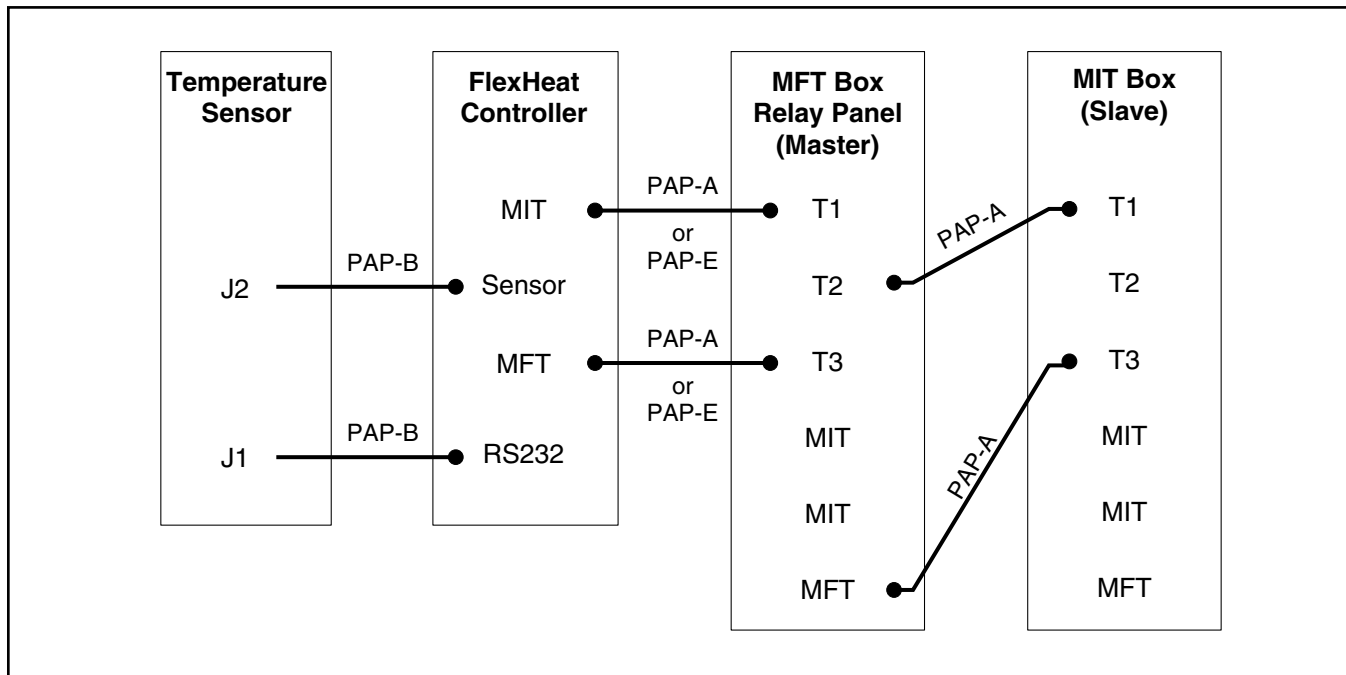 Temperature
Sensor
J2
J1
PAP-B
PAP-B
FlexHeat
Controller
MIT
Sensor
MFT
RS232
PAP-A
or
PAP-E
PAP-A
or
PAP-E
MFT Box
Relay Panel
(Master)
T1
T2
T3
MIT
MIT
MFT
PAP-A
PAP-A
MIT Box
(Slave)
T1
T2
T3
MIT
MIT
MFT